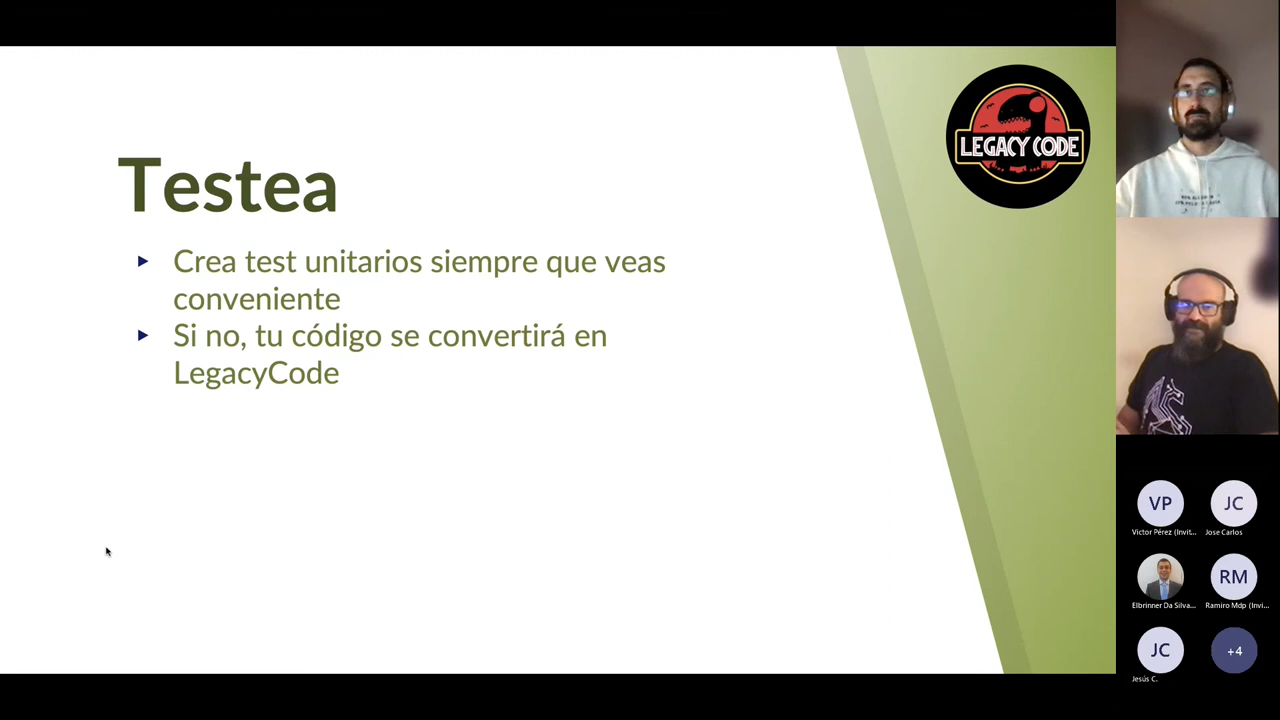 Testea
Crea test unitarios siempre que veas
conveniente
Si no, tu código se convertirá en
LegacyCode
LEGACY CODE
VP
JC
Victor Pérez (Invit...
Jose Carlos
RM
Elbrinner Da Silva...
Ramiro Mdp (Invi...
JC
+4
Jesús C.